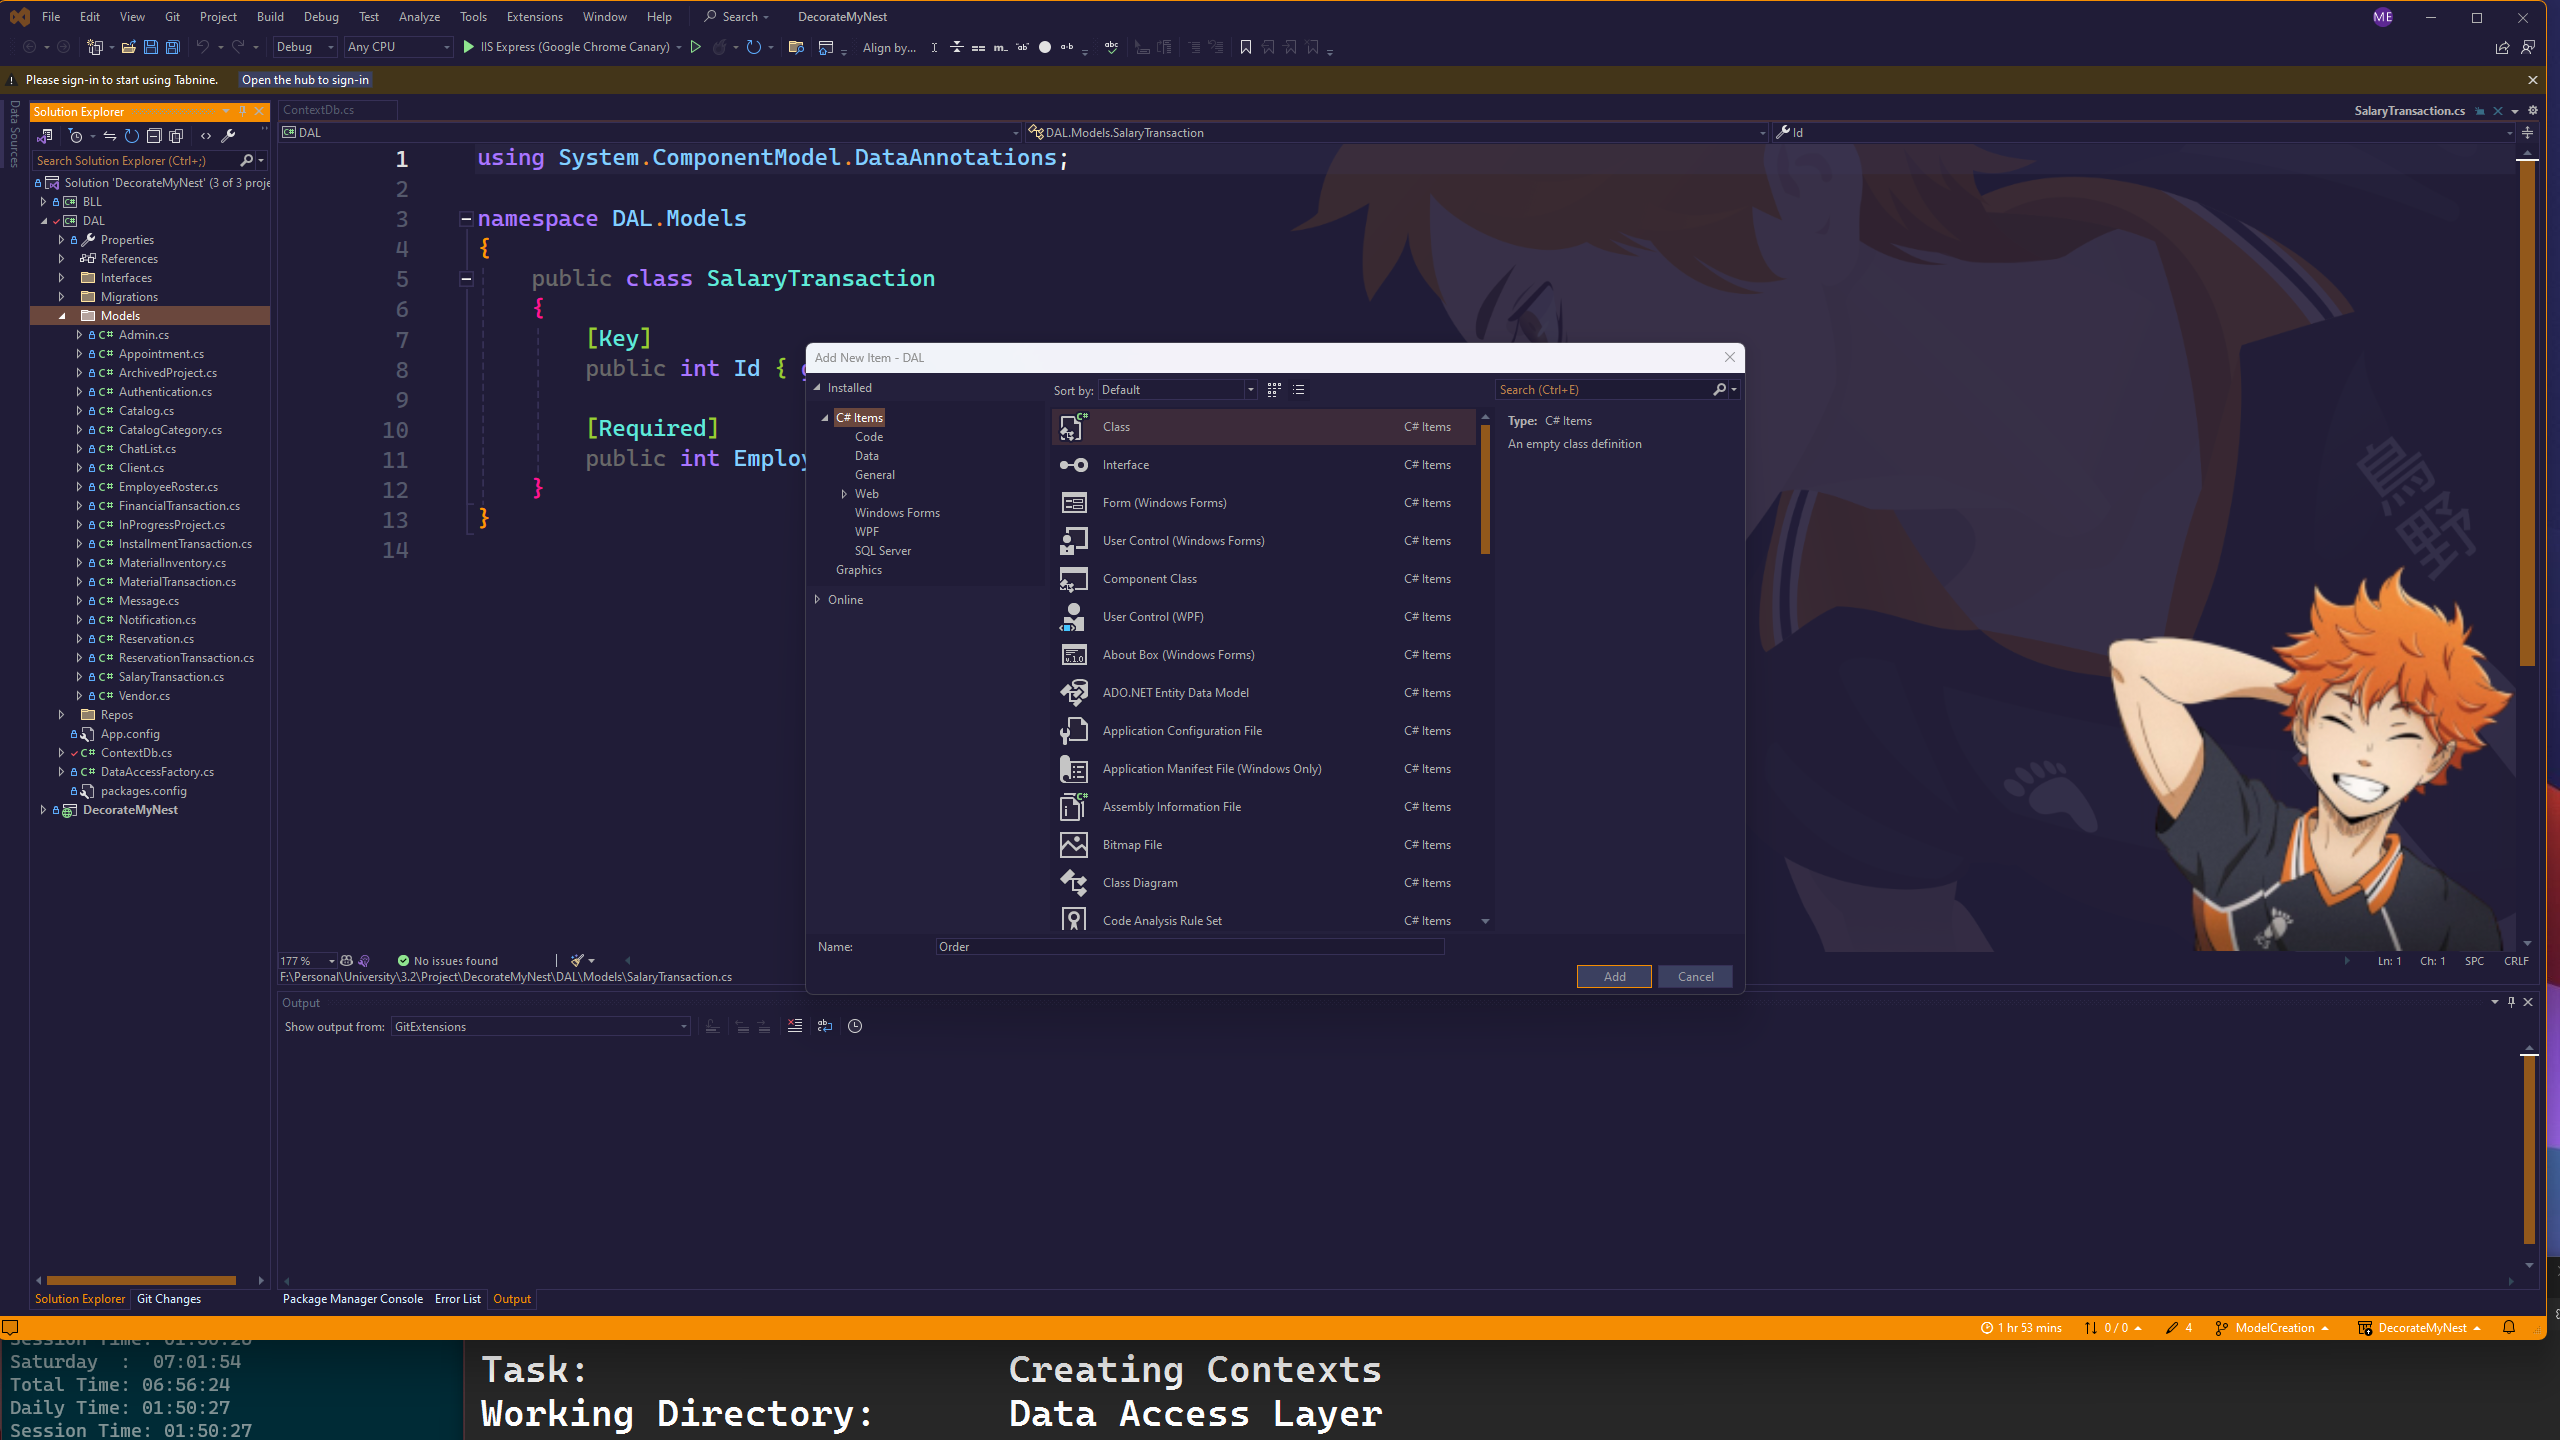 File Edit View Git Project Build Debug Test Analyze Tools Extensions Window Help Search DecorateMyNest ME
Debug Any CPU IIS Express (Google Chrome Canary) Align by...
Please sign-in to start using Tabnine. Open the hub to sign-in
Data Sources
Solution Explorer
Search Solution Explorer (Ctrl+;)
Solution 'DecorateMyNest' (3 of 3 proje
BLL
DAL
Properties
References
Interfaces
Migrations
Models
Admin.cs
Appointment.cs
ArchivedProject.cs
Authentication.cs
Catalog.cs
CatalogCategory.cs
ChatList.cs
Client.cs
EmployeeRoster.cs
FinancialTransaction.cs
InProgressProject.cs
InstallmentTransaction.cs
MaterialInventory.cs
MaterialTransaction.cs
Message.cs
Notification.cs
Reservation.cs
ReservationTransaction.cs
SalaryTransaction.cs
Vendor.cs
Repos
App.config
ContextDb.cs
DataAccessFactory.cs
packages.config
DecorateMyNest
Solution Explorer Git Changes
ContextDb.cs SalaryTransaction.cs
DAL DAL.Models.SalaryTransaction Id
1 using System.ComponentModel.DataAnnotations;
2
3 namespace DAL.Models
4 {
5 public class SalaryTransaction
6 {
7 [Key]
8 public int Id {
9
10 [Required]
11 public int Employ
12 }
13 }
14
鳥野
Add New Item - DAL
Installed
C# Items
Code
Data
General
Web
Windows Forms
WPF
SQL Server
Graphics
Online
Sort by: Default
Class C# Items
Interface C# Items
Form (Windows Forms) C# Items
User Control (Windows Forms) C# Items
Component Class C# Items
User Control (WPF) C# Items
About Box (Windows Forms) C# Items
ADO.NET Entity Data Model C# Items
Application Configuration File C# Items
Application Manifest File (Windows Only) C# Items
Assembly Information File C# Items
Bitmap File C# Items
Class Diagram C# Items
Code Analysis Rule Set C# Items
Search (Ctrl+E)
Type: C# Items
An empty class definition
Name: Order
Add Cancel
177 % No issues found Ln: 1 Ch: 1 SPC CRLF
F:\Personal\University\3.2\Project\DecorateMyNest\DAL\Models\SalaryTransaction.cs
Output
Show output from: GitExtensions
Package Manager Console Error List Output
1 hr 53 mins 0 / 0 4 ModelCreation DecorateMyNest
Saturday : 07:01:54
Total Time: 06:56:24
Daily Time: 01:50:27
Session Time: 01:50:27
Task: Creating Contexts
Working Directory: Data Access Layer